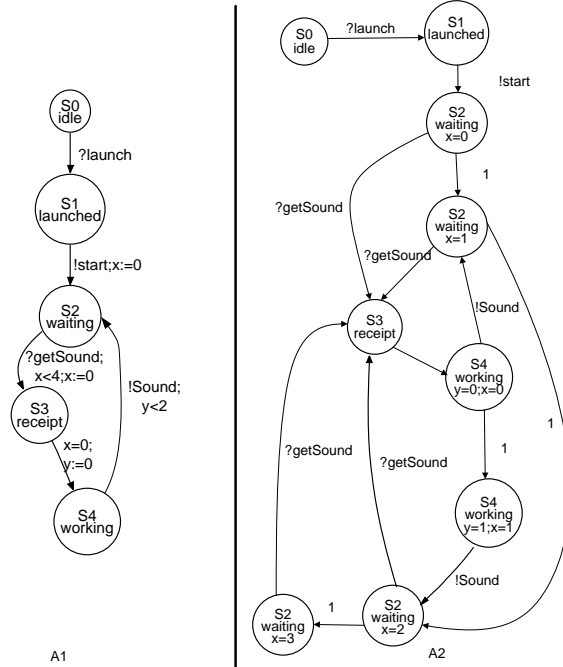 S0
idle
?launch
S1
launched
!start;x:=0
S2
waiting
?getSound;
x<4;x:=0
!Sound;
y<2
S3
receipt
x=0;
y:=0
S4
working
A1
S0
idle
?launch
S1
launched
!start
S2
waiting
x=0
1
?getSound
S2
waiting
x=1
?getSound
!Sound
S3
receipt
S4
working
y=0;x=0
1
1
?getSound
?getSound
S4
working
y=1;x=1
!Sound
S2
waiting
x=3
1
S2
waiting
x=2
A2